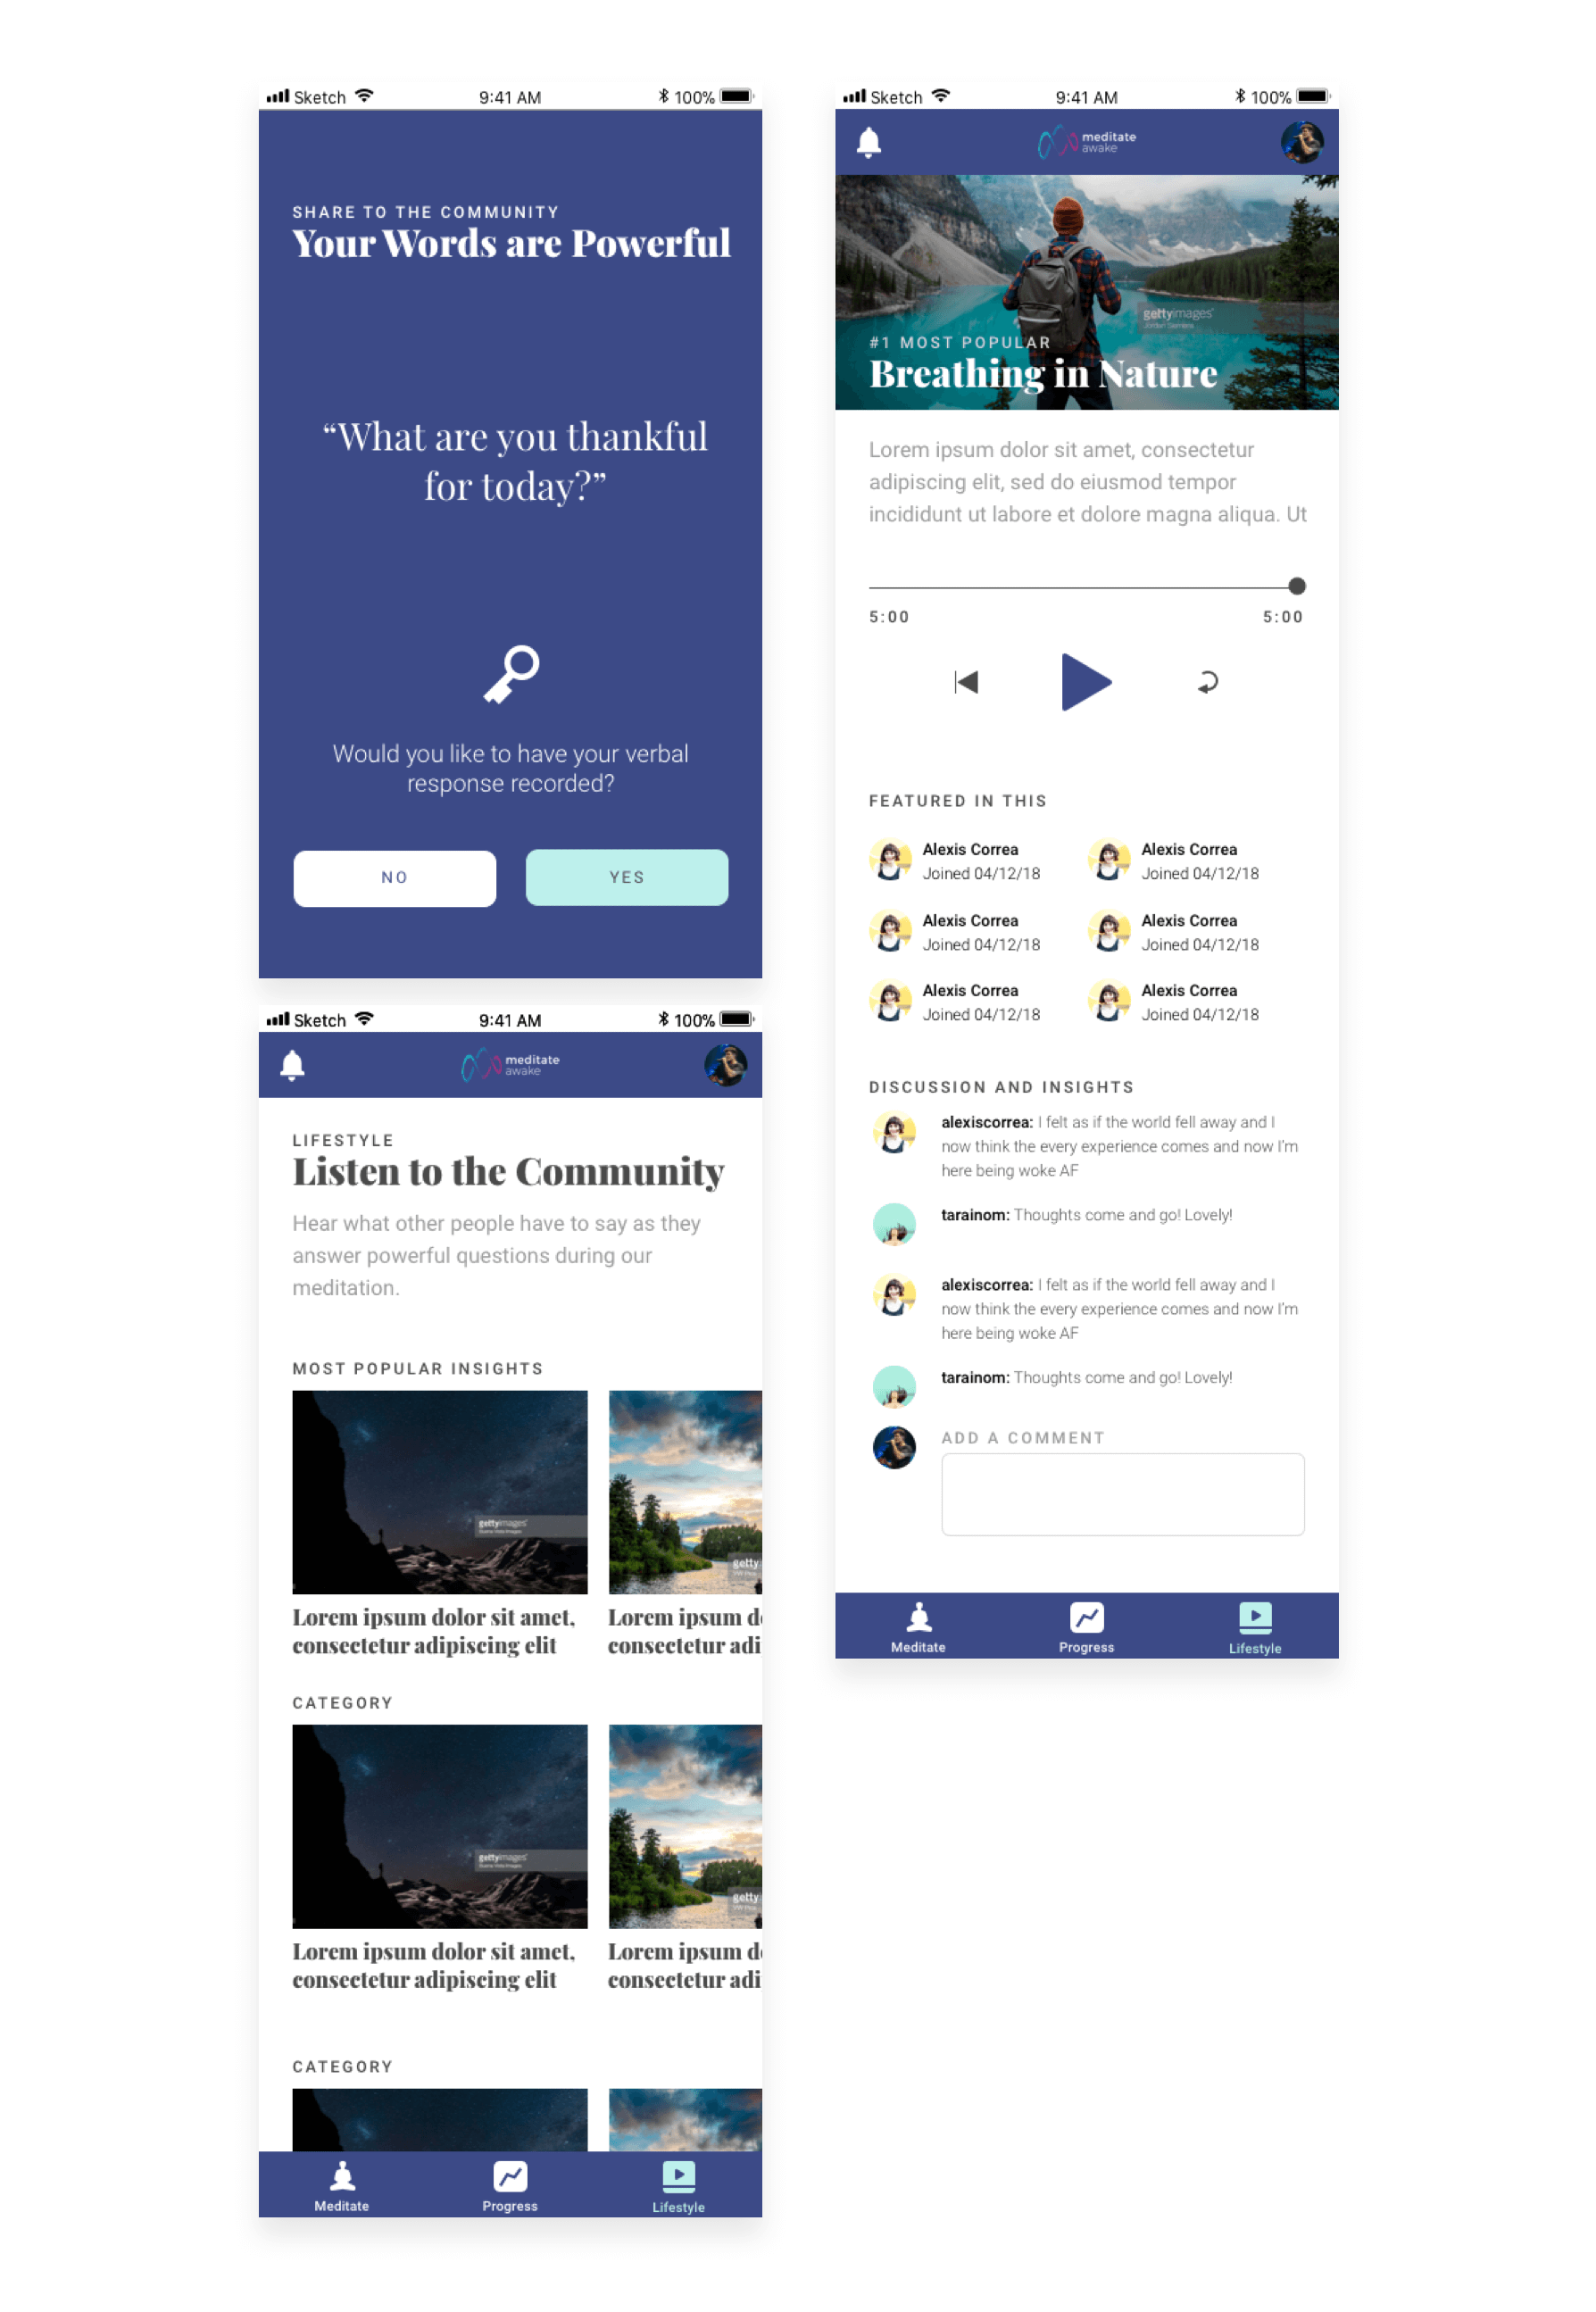 Sketch 9:41 AM 100%
SHARE TO THE COMMUNITY
Your Words are Powerful
“What are you thankful
for today?”
Would you like to have your verbal
response recorded?
NO YES
Sketch 9:41 AM 100%
meditate
awake
LIFESTYLE
Listen to the Community
Hear what other people have to say as they
answer powerful questions during our
meditation.
MOST POPULAR INSIGHTS
gettyimages
getty
Lorem ipsum dolor sit amet,
consectetur adipiscing elit
Lorem ipsum d
consectetur adi
CATEGORY
gettyimages
getty
Lorem ipsum dolor sit amet,
consectetur adipiscing elit
Lorem ipsum d
consectetur adi
CATEGORY
Meditate Progress Lifestyle
Sketch 9:41 AM 100%
meditate
awake
gettyimages
#1 MOST POPULAR
Breathing in Nature
Lorem ipsum dolor sit amet, consectetur
adipiscing elit, sed do eiusmod tempor
incididunt ut labore et dolore magna aliqua. Ut
5:00 5:00
FEATURED IN THIS
Alexis Correa
Joined 04/12/18
Alexis Correa
Joined 04/12/18
Alexis Correa
Joined 04/12/18
Alexis Correa
Joined 04/12/18
Alexis Correa
Joined 04/12/18
Alexis Correa
Joined 04/12/18
DISCUSSION AND INSIGHTS
alexiscorrea: I felt as if the world fell away and I
now think the every experience comes and now I'm
here being woke AF
tarainom: Thoughts come and go! Lovely!
alexiscorrea: I felt as if the world fell away and I
now think the every experience comes and now I'm
here being woke AF
tarainom: Thoughts come and go! Lovely!
ADD A COMMENT
Meditate Progress Lifestyle